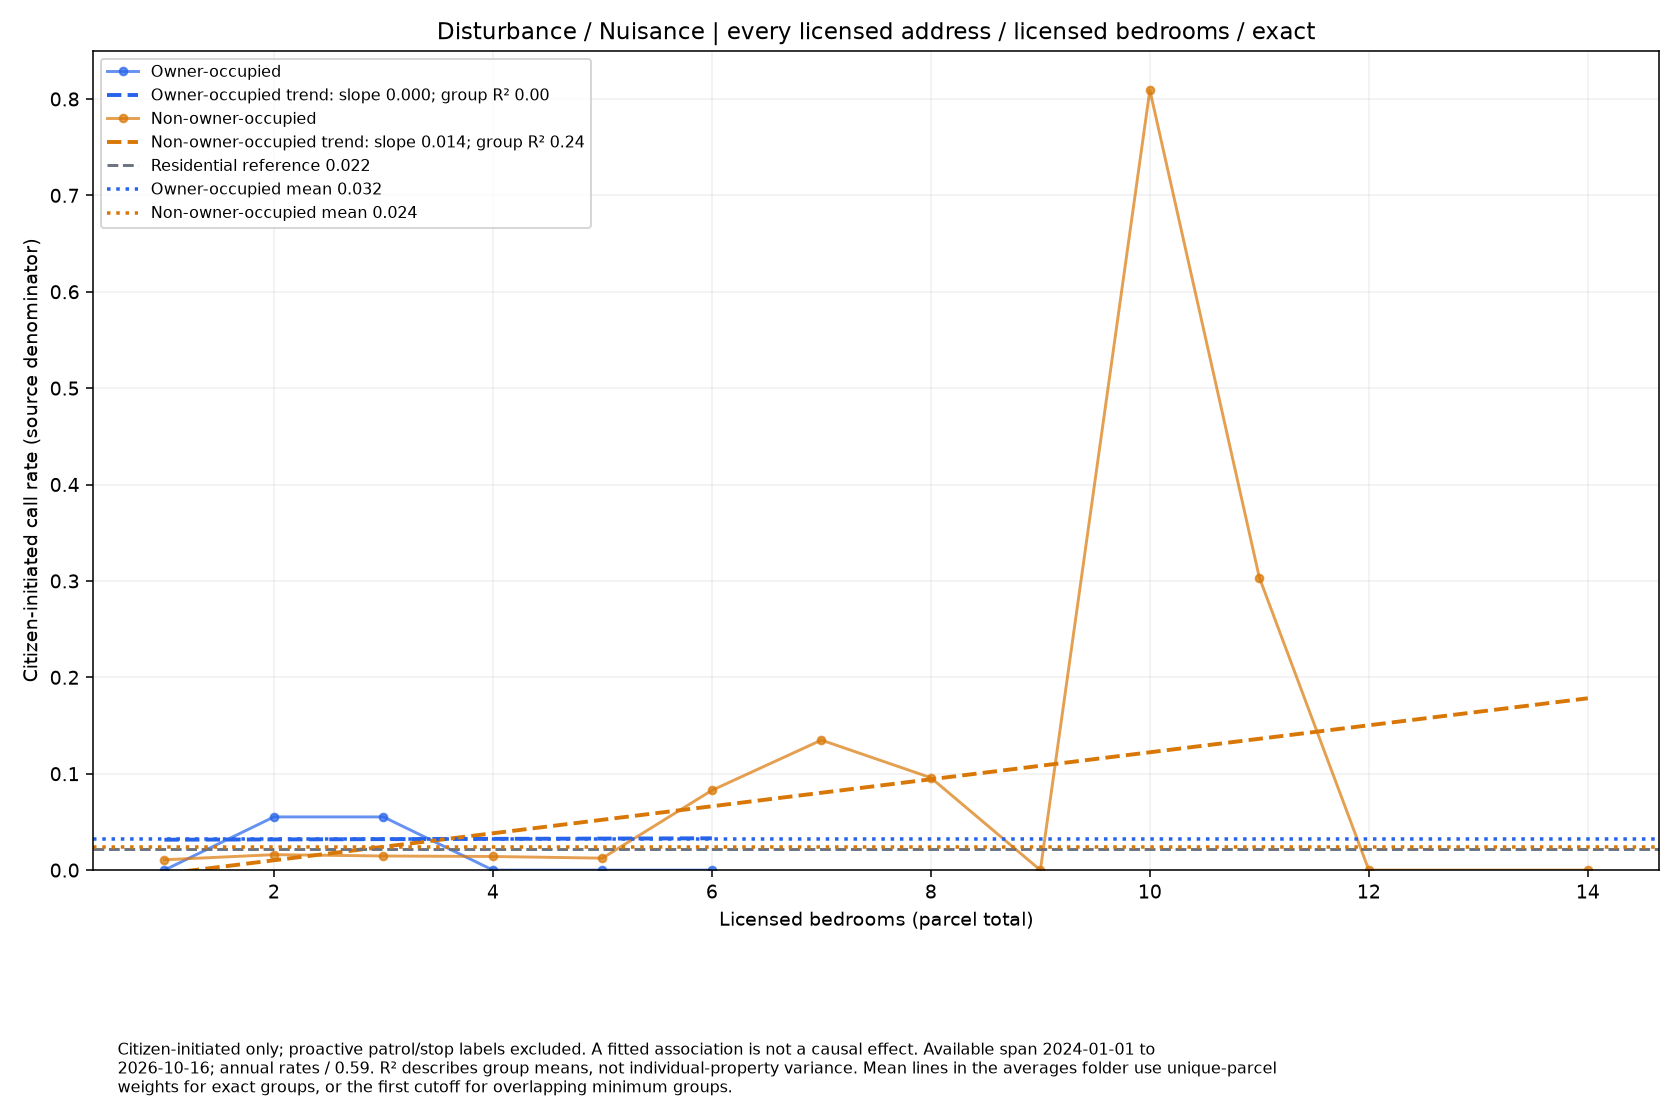 Disturbance / Nuisance | every licensed address / licensed bedrooms / exact
Owner-occupied
Owner-occupied trend: slope 0.000; group R² 0.00
Non-owner-occupied
Non-owner-occupied trend: slope 0.014; group R² 0.24
Residential reference 0.022
Owner-occupied mean 0.032
Non-owner-occupied mean 0.024
Citizen-initiated call rate (source denominator)
0.8
0.7
0.6
0.5
0.4
0.3
0.2
0.1
0.0
2 4 6 8 10 12 14
Licensed bedrooms (parcel total)
Citizen-initiated only; proactive patrol/stop labels excluded. A fitted association is not a causal effect. Available span 2024-01-01 to
2026-10-16; annual rates / 0.59. R² describes group means, not individual-property variance. Mean lines in the averages folder use unique-parcel
weights for exact groups, or the first cutoff for overlapping minimum groups.